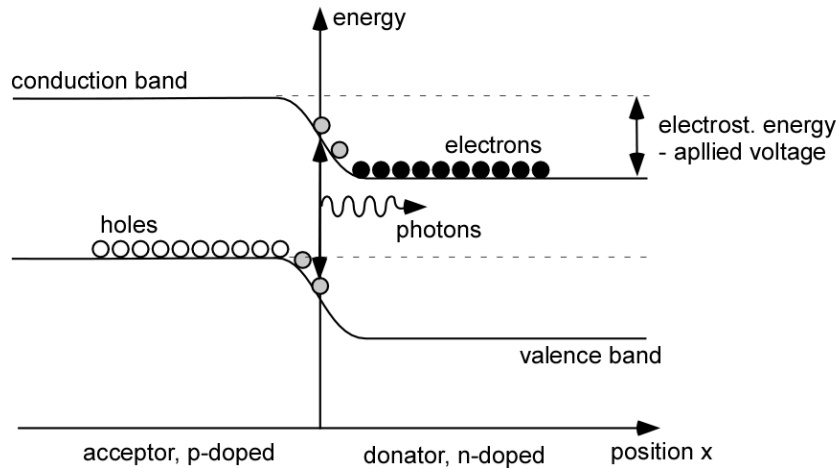 energy
conduction band
electrost. energy
- apllied voltage
electrons
holes
photons
valence band
acceptor, p-doped
donator, n-doped
position x